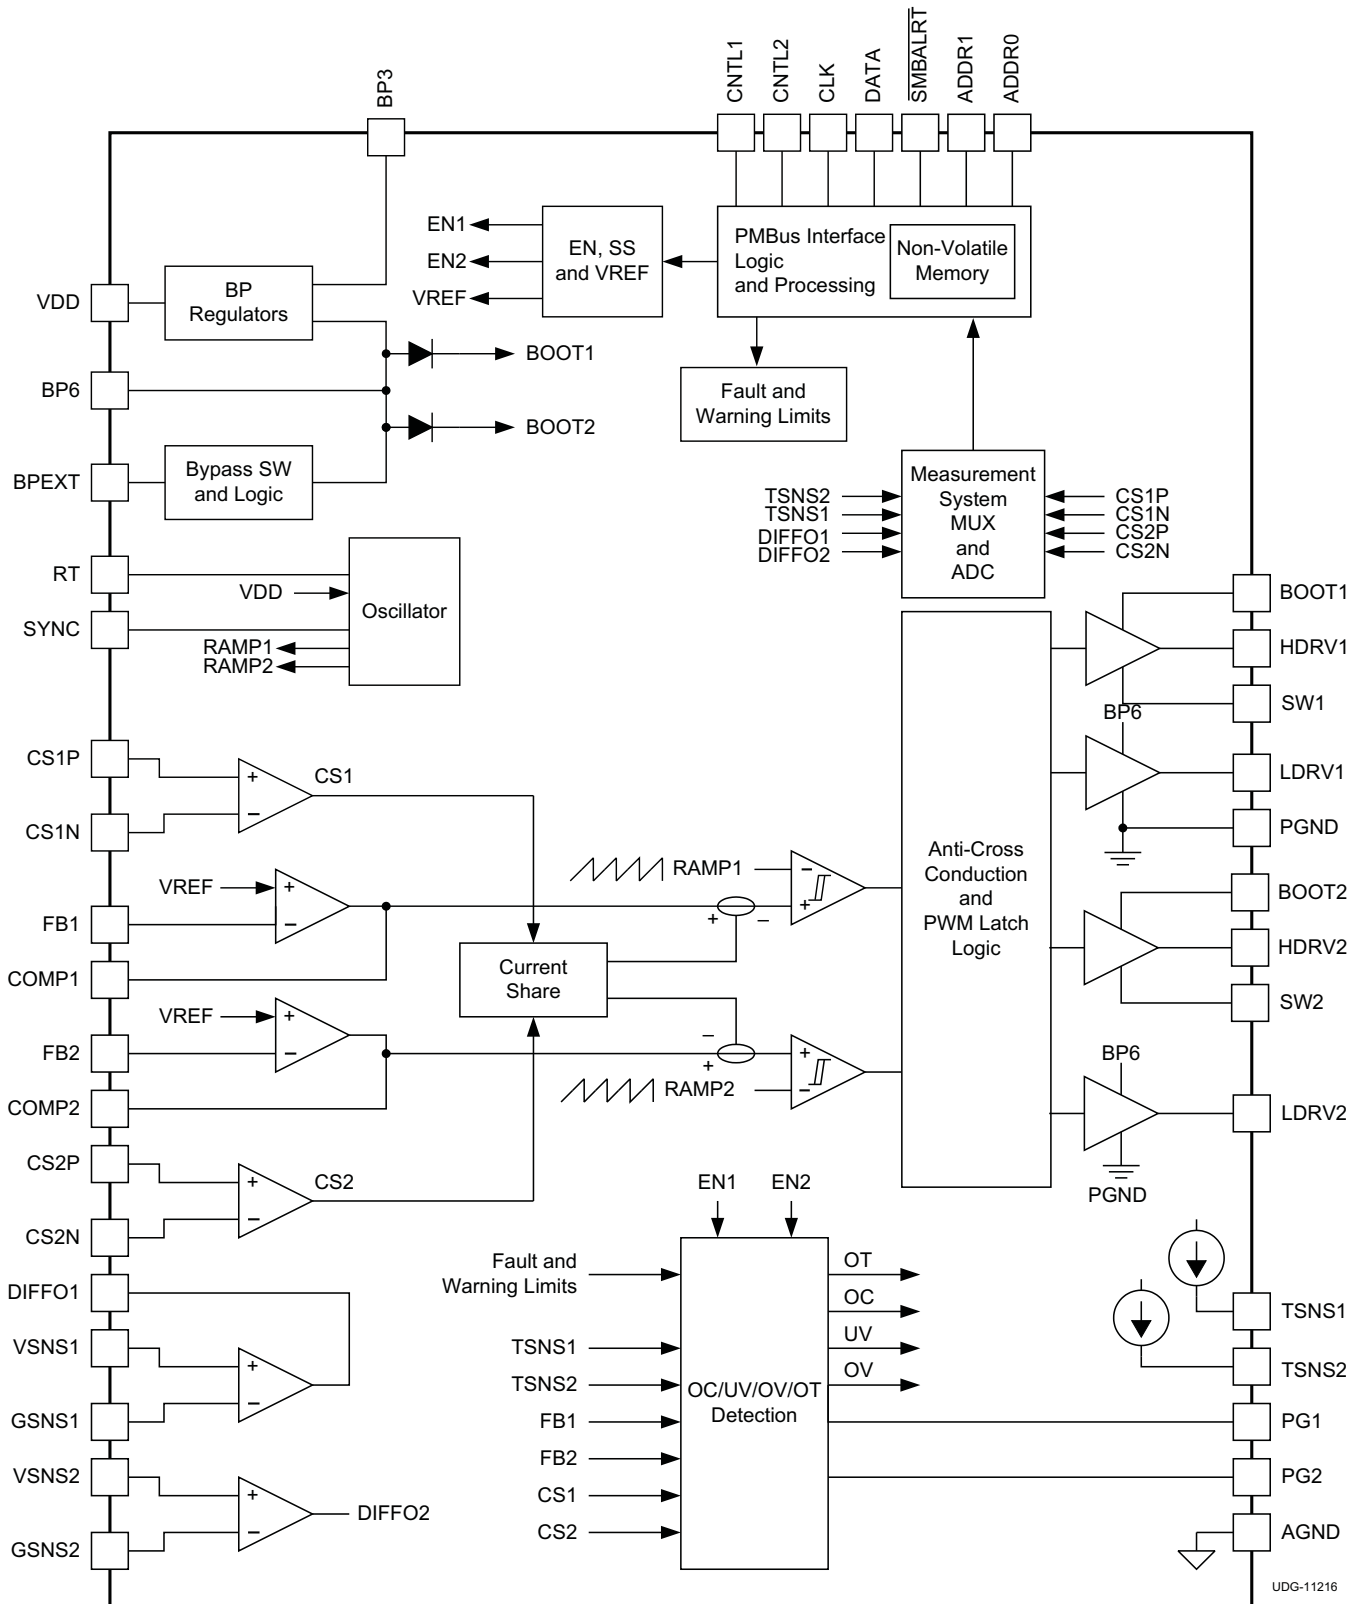 BP3
CNTL1
CNTL2
CLK
DATA
SMBALRT
ADDR1
ADDR0
EN1
EN2
VREF
EN, SS
and VREF
PMBus Interface
Logic
and Processing
Non-Volatile
Memory
VDD
BP
Regulators
BOOT1
BP6
Fault and
Warning Limits
BOOT2
BPEXT
Bypass SW
and Logic
Measurement
System
MUX
and
ADC
TSNS2
TSNS1
DIFFO1
DIFFO2
CS1P
CS1N
CS2P
CS2N
RT
VDD
SYNC
RAMP1
RAMP2
Oscillator
BOOT1
HDRV1
SW1
BP6
LDRV1
PGND
CS1P
+
−
CS1
CS1N
VREF
+
−
FB1
COMP1
RAMP1
−
+
+
−
Anti-Cross
Conduction
and
PWM Latch
Logic
BOOT2
HDRV2
SW2
Current
Share
VREF
+
−
FB2
COMP2
−
+
+
−
RAMP2
BP6
LDRV2
PGND
CS2P
+
−
CS2
CS2N
EN1
EN2
Fault and
Warning Limits
TSNS1
TSNS2
FB1
FB2
CS1
CS2
OC/UV/OV/OT
Detection
OT
OC
UV
OV
DIFFO1
VSNS1
+
−
GSNS1
VSNS2
+
−
DIFFO2
GSNS2
TSNS1
TSNS2
PG1
PG2
AGND
UDG-11216